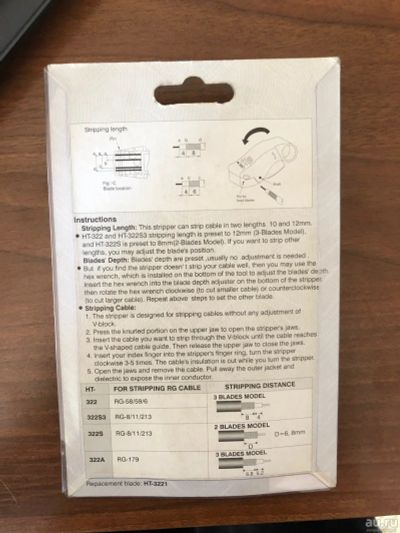 Stripping length
Pin
Fig. C
Blade location
Instructions
Stripping Length: This stripper can strip cable in two lengths. 10 and 12mm.
HT-322 and HT-322S3 stripping length is preset to 12mm (3-Blades Model).
and HT-322S is preset to 8mm(2-Blades Model). If you want to strip other
lengths, you may adjust the blade's position.
Blades' Depth: Blade's depth are preset ,usually no adjustment is needed
But if you find the stripper doesn't strip your cable well, then you may use the
hex wrench, which is installed on the bottom of the tool to adjust the blades' depth.
Insert the hex wrench into the blade depth adjuster on the bottom of the stripper,
then rotate the hex wrench clockwise (to cut smaller cable) or counterclockwise
(to cut larger cable). Repeat above steps to set the other blade.
Stripping Cable:
1. The stripper is designed for stripping cables without any adjustment of
V-block.
2. Press the knurled portion on the upper jaw to open the stripper's jaws.
3. Insert the cable you want to strip through the V-block until the cable reaches
the V-shaped cable guide. Then release the upper jaw to close the jaws.
4. Insert your index finger into the stripper's finger ring, turn the stripper
clockwise 3-5 times. The cable's insulation is cut while you turn the stripper.
5. Open the jaws and remove the cable. Pull away the outer jacket and
dielectric to expose the inner conductor.
HT- FOR STRIPPING RG CABLE STRIPPING DISTANCE
322 RG-58/59/6 3 BLADES MODEL
8 4
322S3 RG-8/11/213
322S RG-8/11/213 2 BLADES MODEL
D=6, 8mm
D
322A RG-179 3 BLADES MODEL
Repacement blade: HT-3221
au.ru